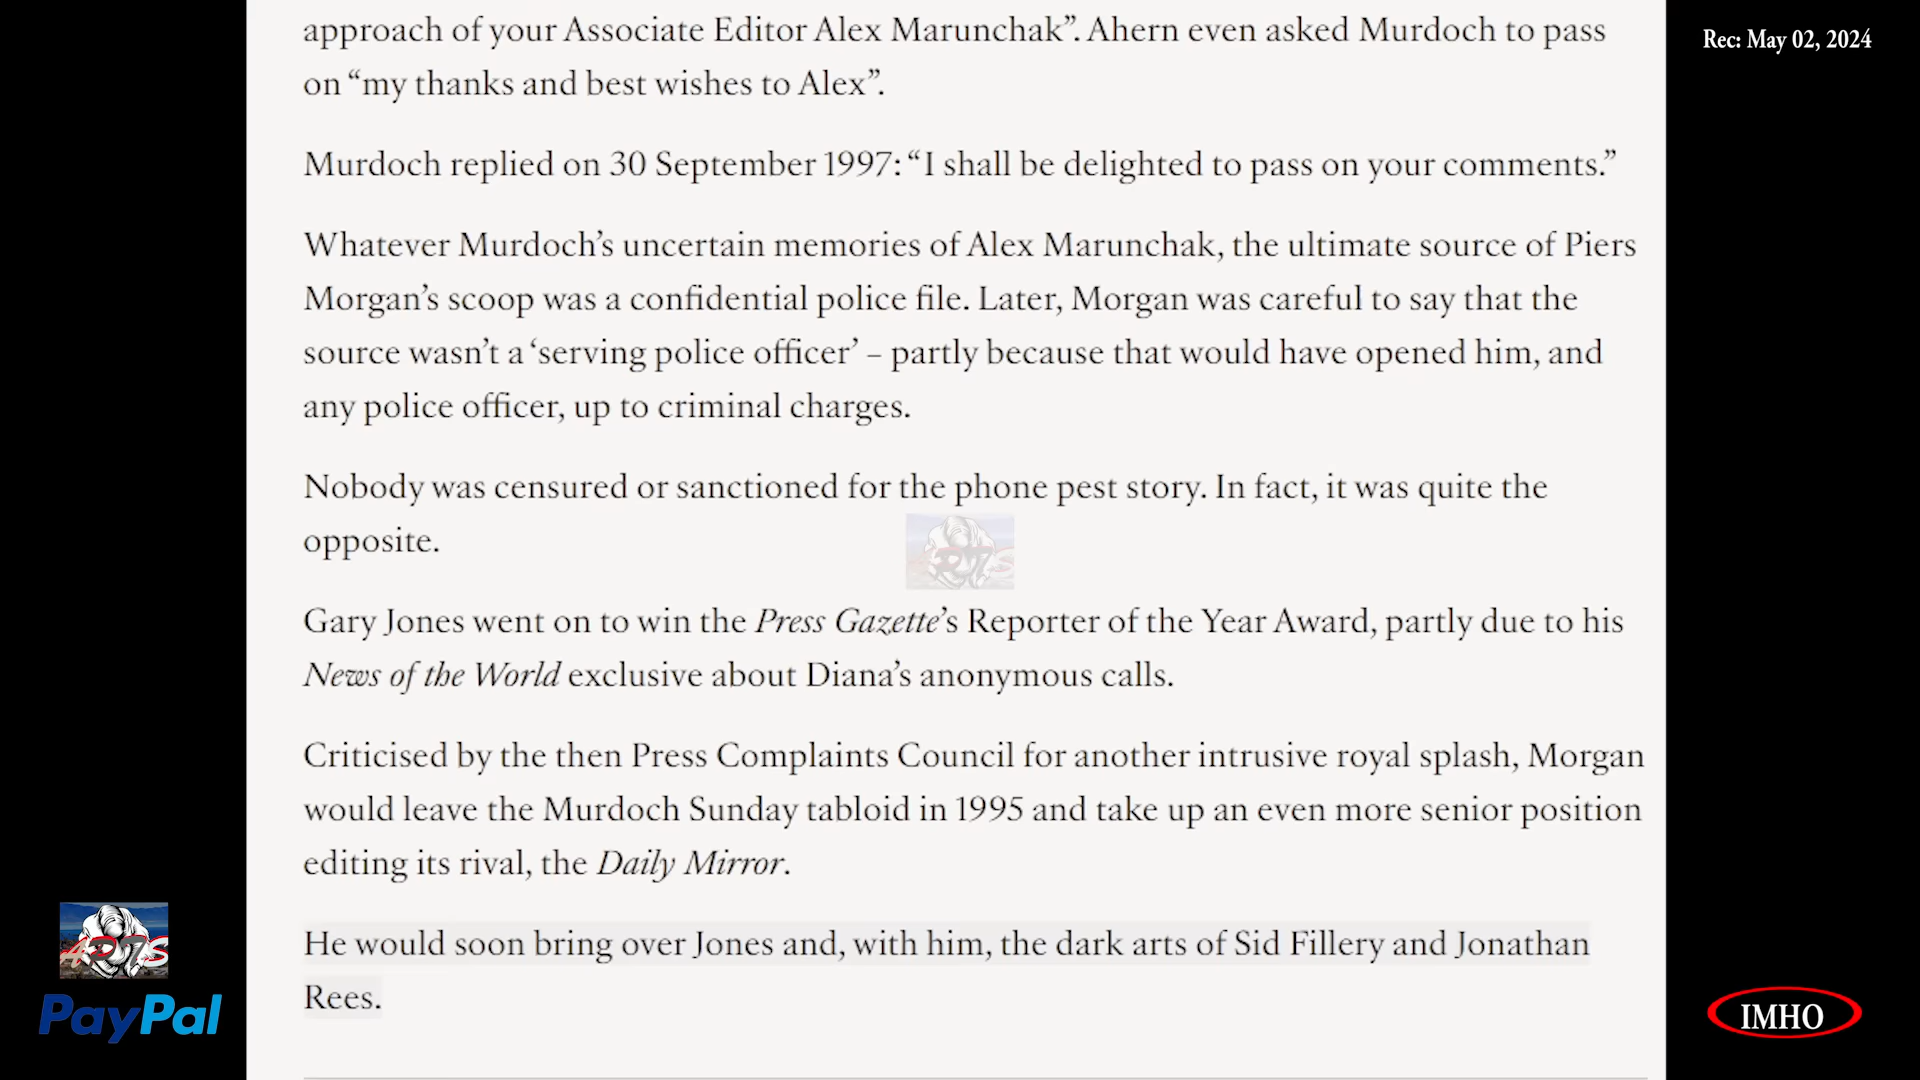 approach of your Associate Editor Alex Marunchak”. Ahern even asked Murdoch to pass
on “my thanks and best wishes to Alex”.
Murdoch replied on 30 September 1997: “I shall be delighted to pass on your comments.”
Whatever Murdoch’s uncertain memories of Alex Marunchak, the ultimate source of Piers
Morgan’s scoop was a confidential police file. Later, Morgan was careful to say that the
source wasn’t a ‘serving police officer’ – partly because that would have opened him, and
any police officer, up to criminal charges.
Nobody was censured or sanctioned for the phone pest story. In fact, it was quite the
opposite.
Gary Jones went on to win the Press Gazette’s Reporter of the Year Award, partly due to his
News of the World exclusive about Diana’s anonymous calls.
Criticised by the then Press Complaints Council for another intrusive royal splash, Morgan
would leave the Murdoch Sunday tabloid in 1995 and take up an even more senior position
editing its rival, the Daily Mirror.
He would soon bring over Jones and, with him, the dark arts of Sid Fillery and Jonathan
Rees.
Rec: May 02, 2024
PayPal
IMHO